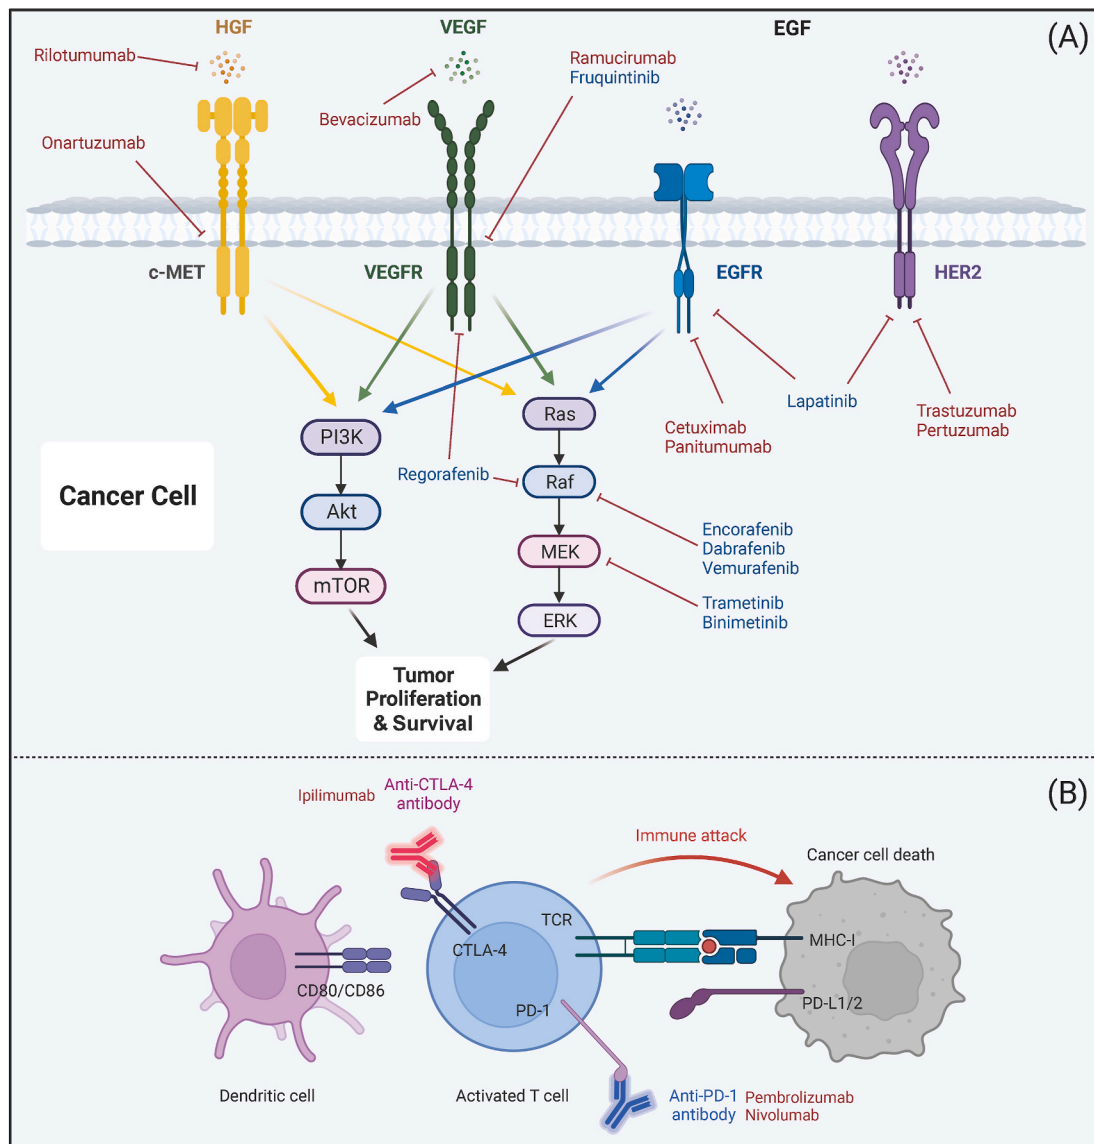 HGF
VEGF
EGF
(A)
Rilotumumab
Ramucirumab
Fruquintinib
Bevacizumab
Onartuzumab
c-MET
VEGFR
EGFR
HER2
Lapatinib
Trastuzumab
Pertuzumab
Cetuximab
Panitumumab
Ras
PI3K
Regorafenib
Raf
Cancer Cell
Akt
Encorafenib
Dabrafenib
Vemurafenib
MEK
mTOR
Trametinib
Binimetinib
ERK
Tumor
Proliferation
& Survival
(B)
Ipilimumab
Anti-CTLA-4
antibody
Immune attack
Cancer cell death
TCR
CTLA-4
MHC-I
CD80/CD86
PD-1
PD-L1/2
Dendritic cell
Activated T cell
Anti-PD-1
antibody
Pembrolizumab
Nivolumab